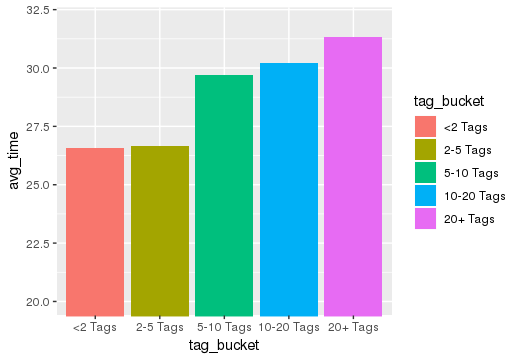 32.5
30.0
27.5
25.0
22.5
20.0
avg_time
<2 Tags 2-5 Tags 5-10 Tags 10-20 Tags 20+ Tags
tag_bucket
tag_bucket
<2 Tags
2-5 Tags
5-10 Tags
10-20 Tags
20+ Tags